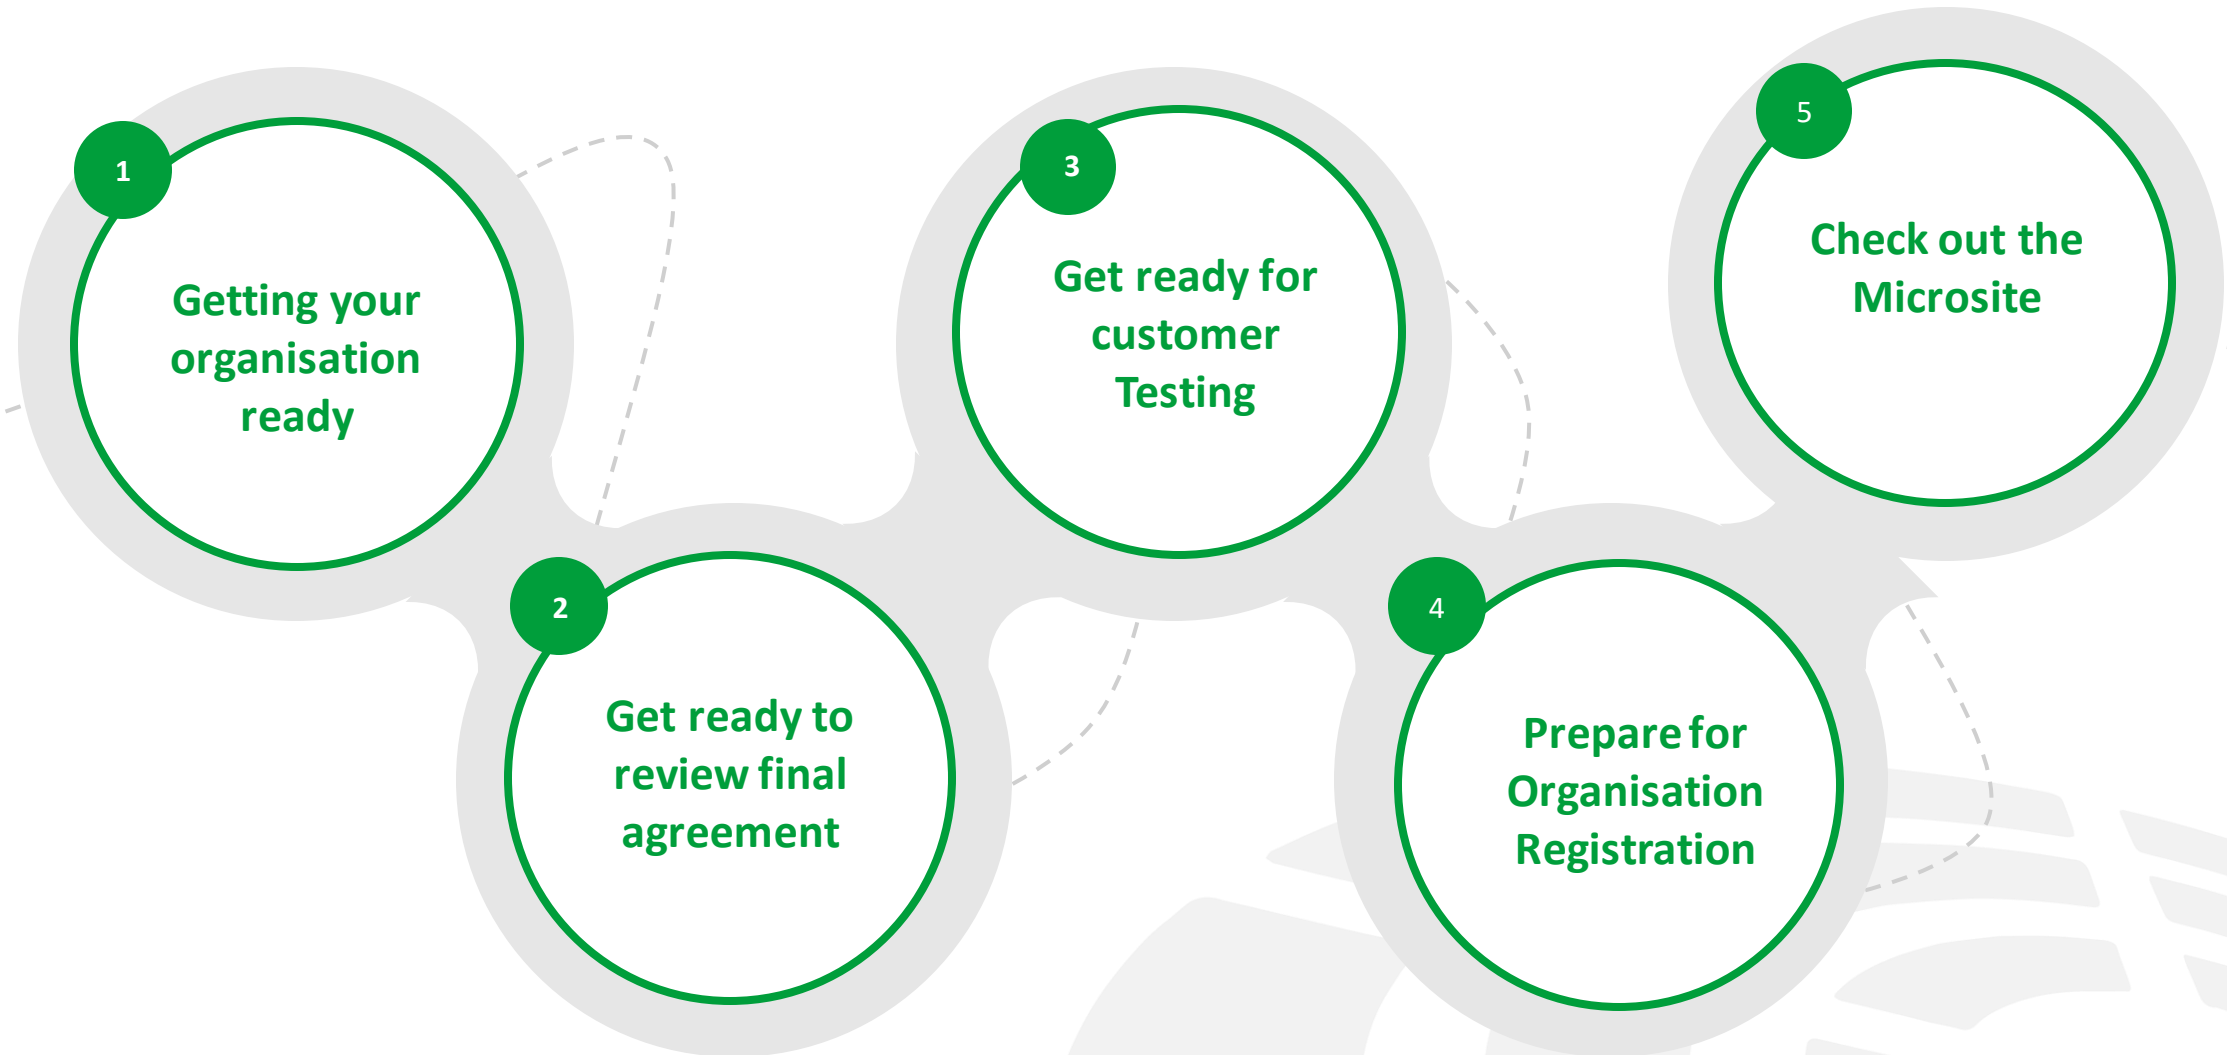 1
Getting your
organisation
ready
2
Get ready to
review final
agreement
3
Get ready for
customer
Testing
4
Prepare for
Organisation
Registration
5
Check out the
Microsite